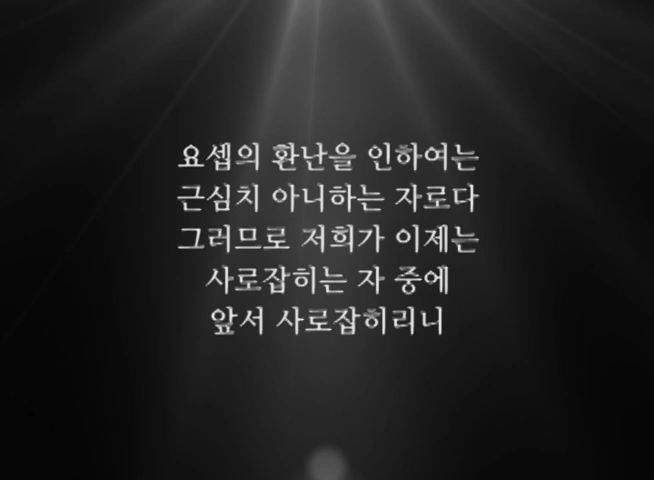 요셉의 환난을 인하여는
근심치 아니하는 자로다
그러므로 저희가 이제는
사로잡히는 자 중에
앞서 사로잡히리니